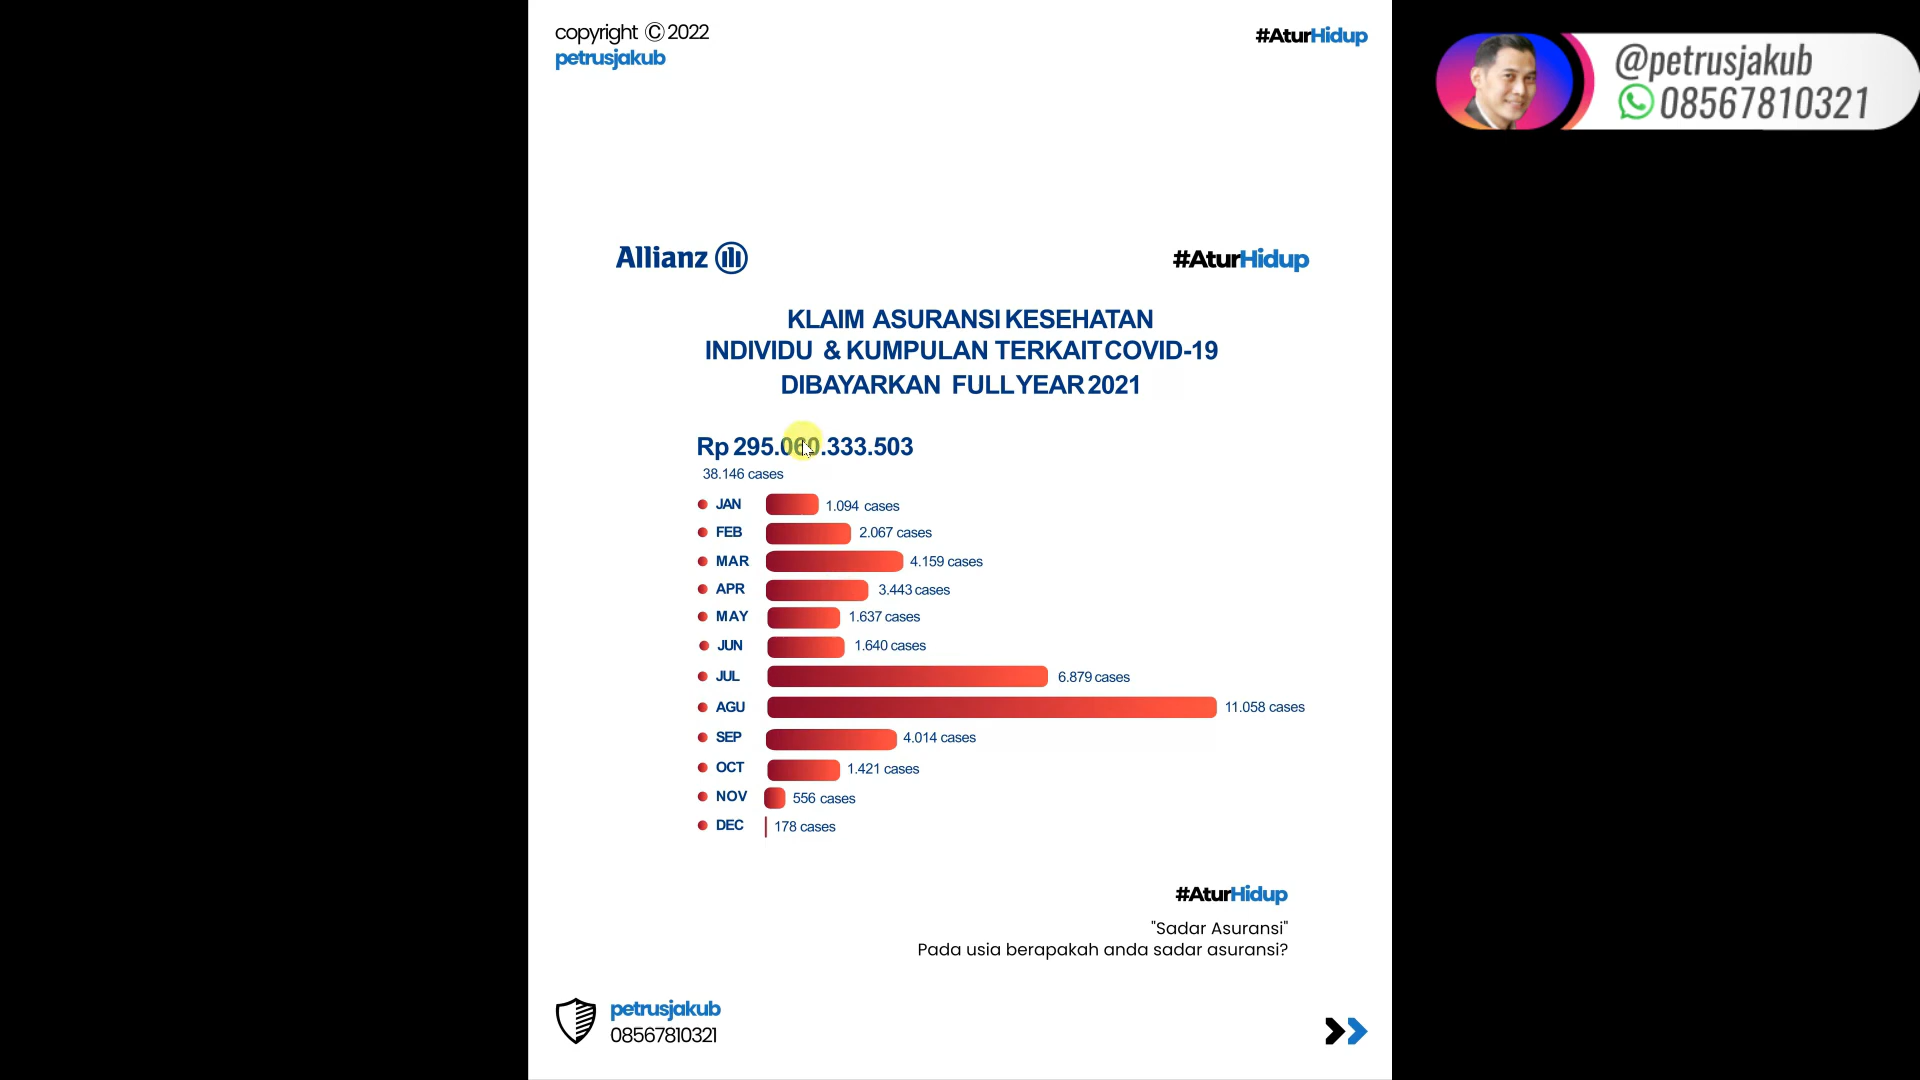 copyright ©2022
petrusjakub
#AturHidup
@petrusjakub
08567810321
Allianz
#AturHidup
KLAIM ASURANSI KESEHATAN
INDIVIDU & KUMPULAN TERKAIT COVID-19
DIBAYARKAN FULL YEAR 2021
Rp 295.060.333.503
38.146 cases
JAN 1.094 cases
FEB 2.067 cases
MAR 4.159 cases
APR 3.443 cases
MAY 1.637 cases
JUN 1.640 cases
JUL 6.879 cases
AGU 11.058 cases
SEP 4.014 cases
OCT 1.421 cases
NOV 556 cases
DEC 178 cases
#AturHidup
"Sadar Asuransi"
Pada usia berapakah anda sadar asuransi?
petrusjakub
08567810321